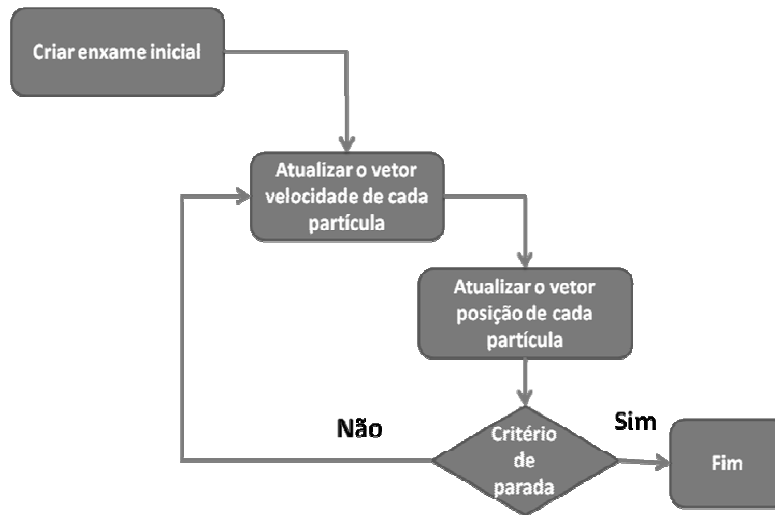 Criar enxame inicial
Atualizar o vetor
velocidade de cada
partícula
Atualizar o vetor
posição de cada
partícula
Não
Critério
de
parada
Sim
Fim